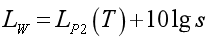 L_W = L_{P2}(T) + 10 lg s